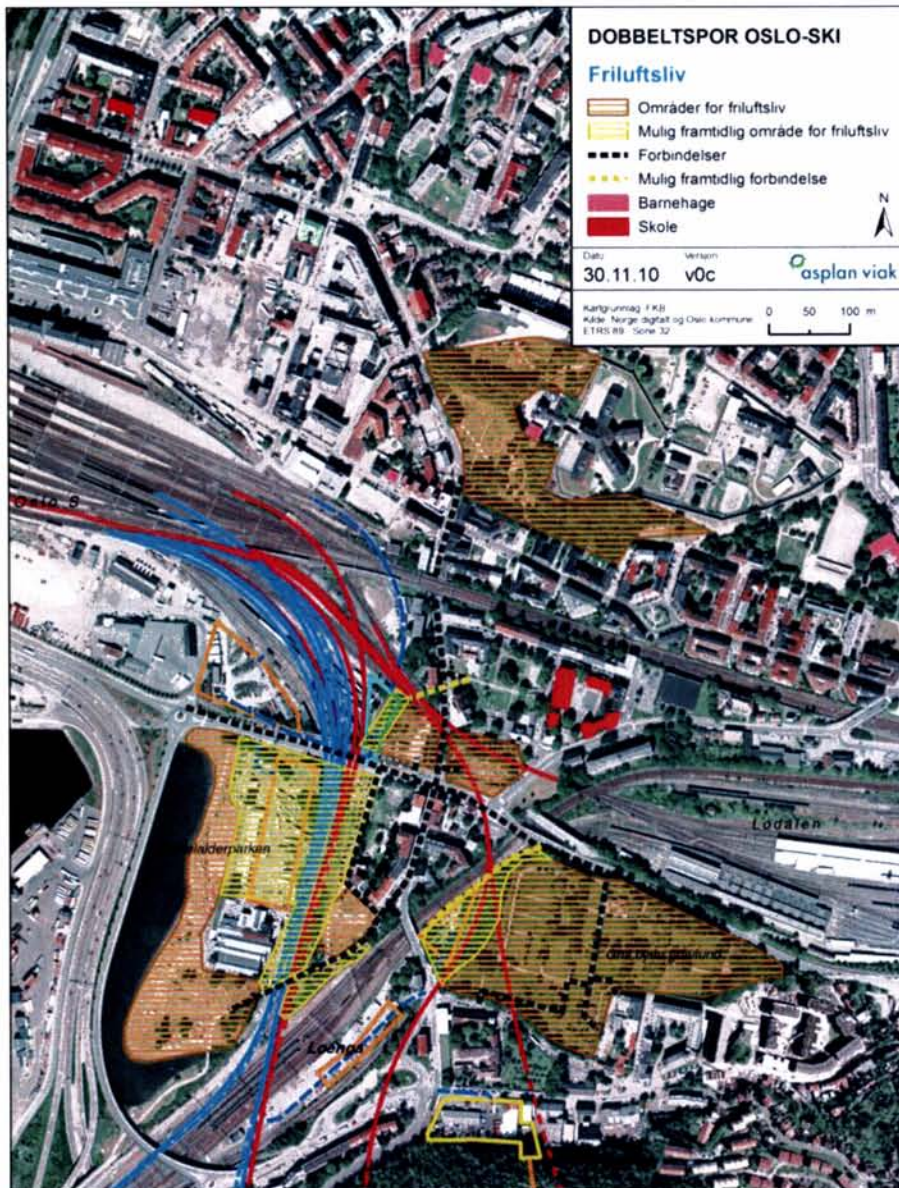 DOBBELTSPOR OSLO-SKI
Friluftsliv
Områder for friluftsliv
Mulig framtidlig område for friluftsliv
Forbindelser
Mulig framtidlig forbindelse
Barnehage
Skole
N
Dato
Versjon
30.11.10
v0c
asplan viak
Kartgrunnlag: FKB
Kilde: Norge digitalt og Oslo kommune
ETRS 89 Sone 32
0 50 100 m
Oslo S
Lodalen
Loenga